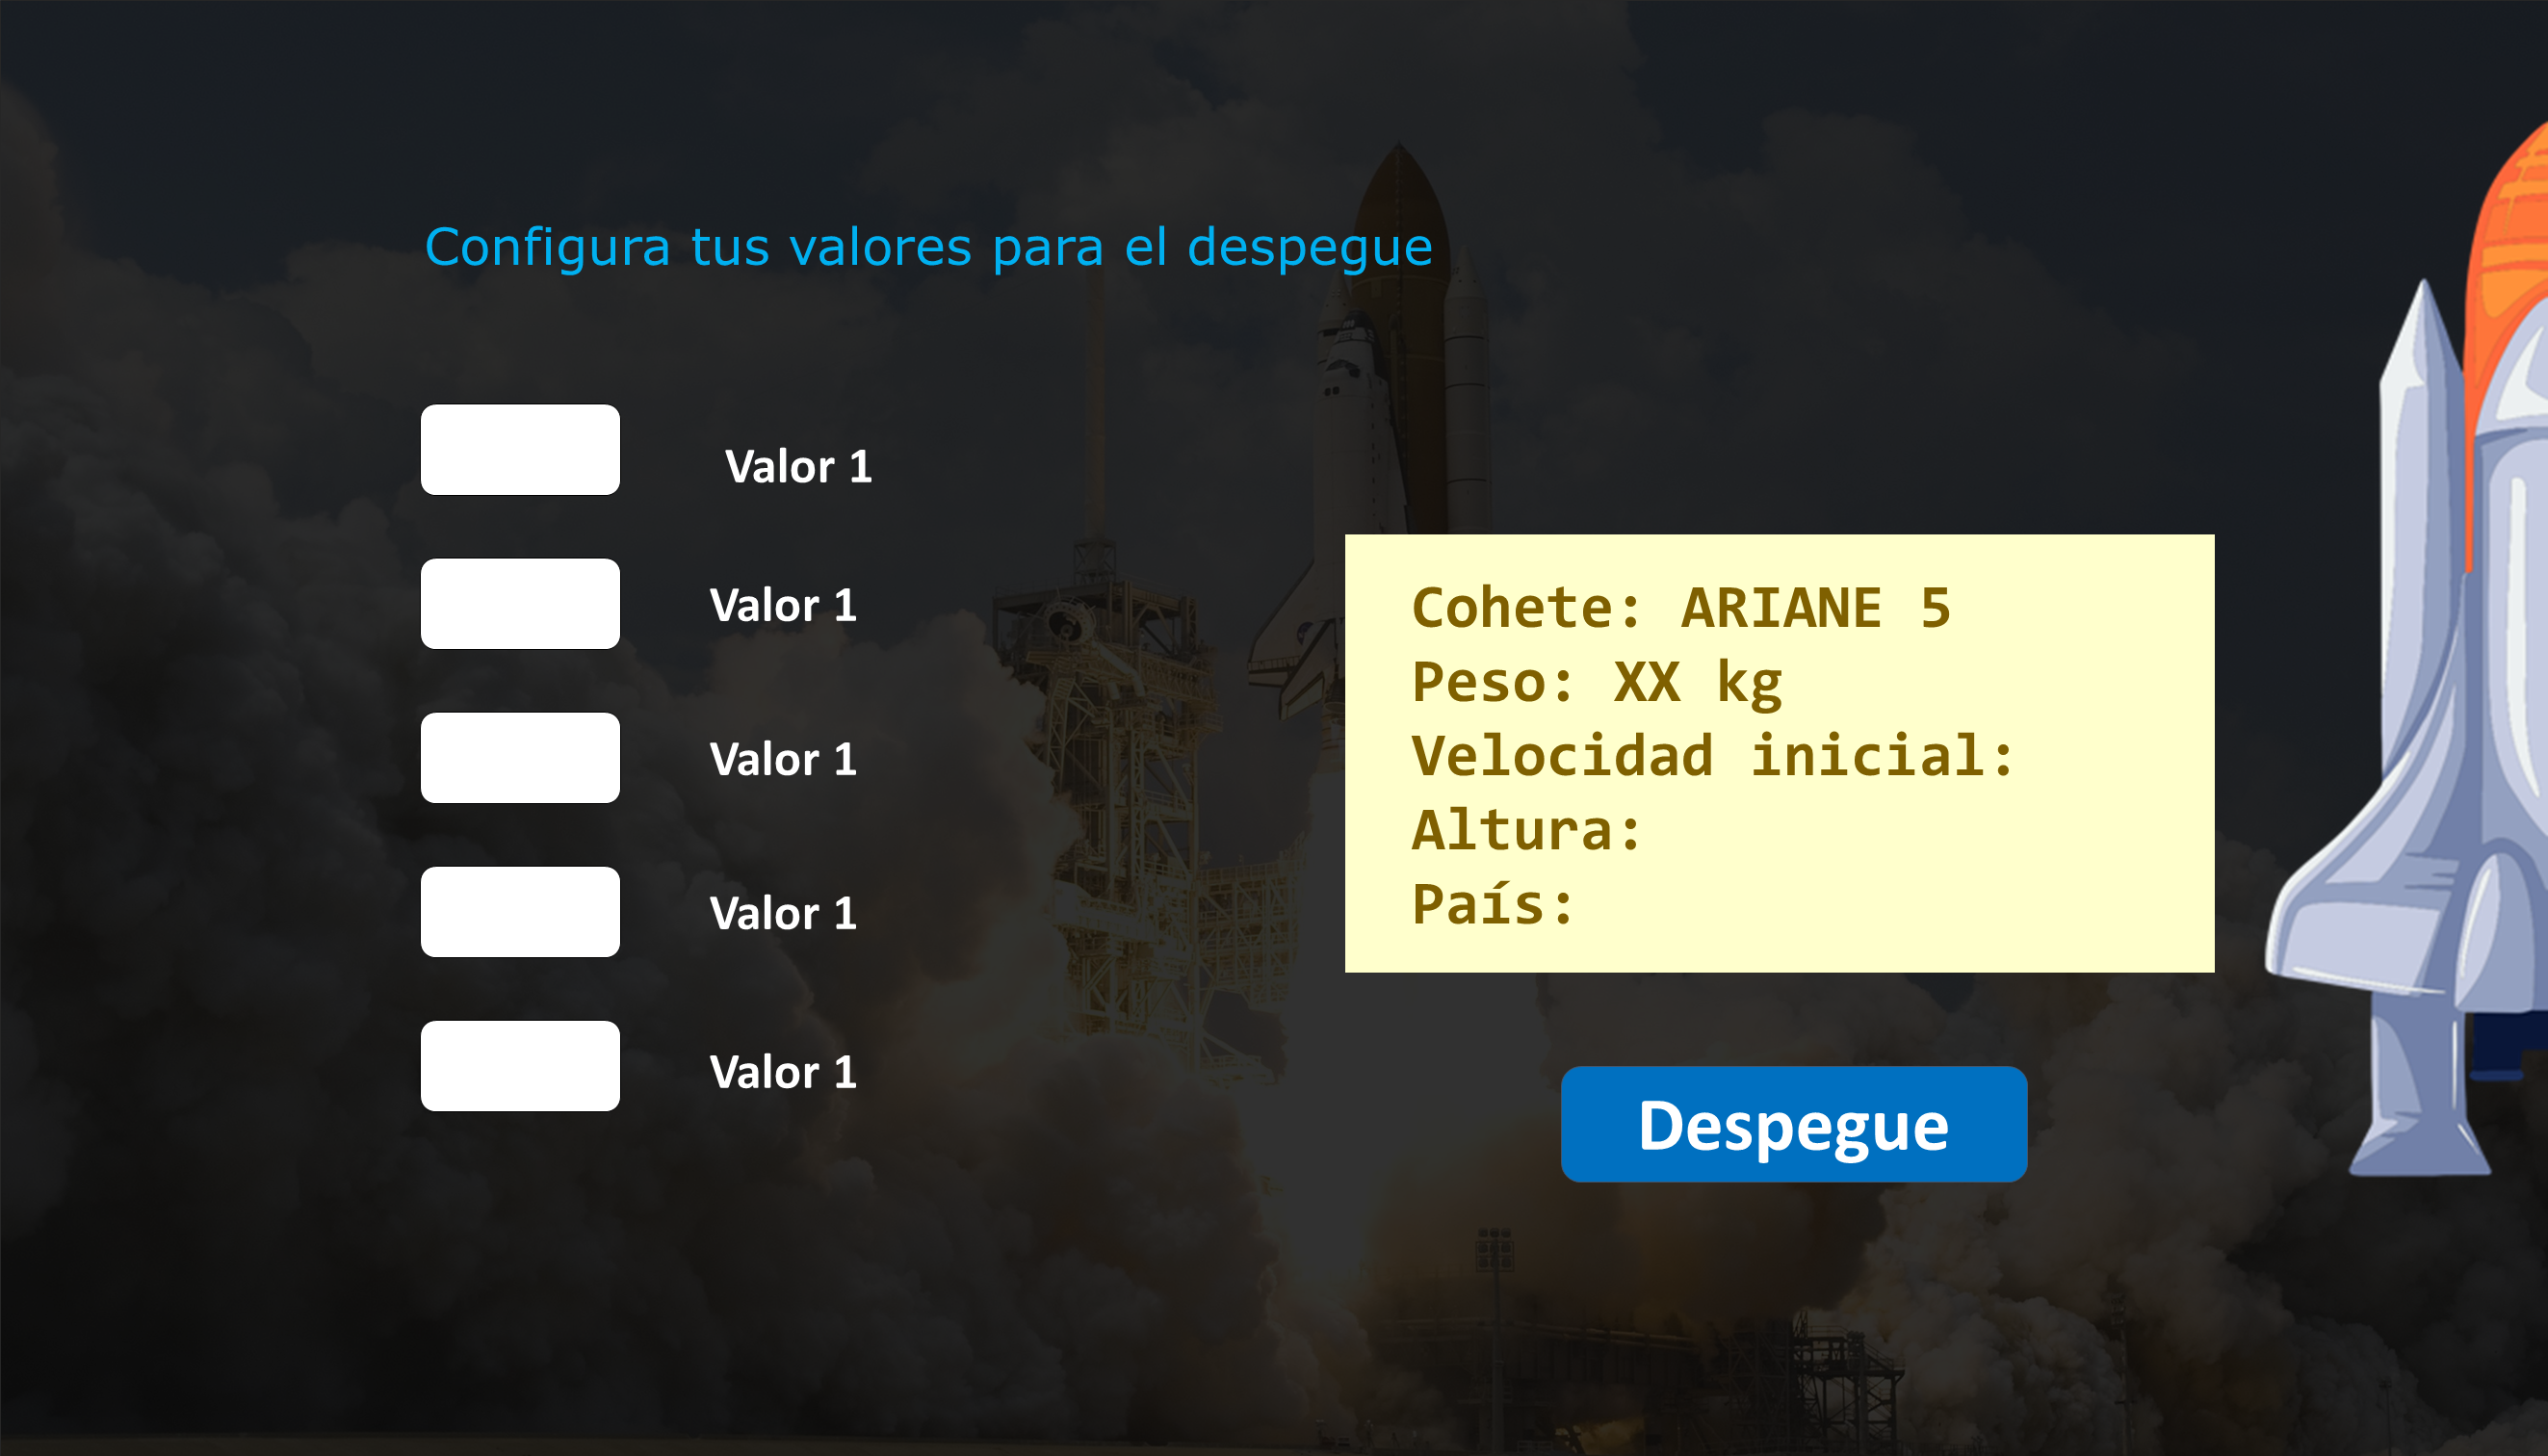 Configura tus valores para el despegue
Valor 1
Valor 1
Valor 1
Valor 1
Valor 1
Cohete: ARIANE 5
Peso: XX kg
Velocidad inicial:
Altura:
País:
Despegue